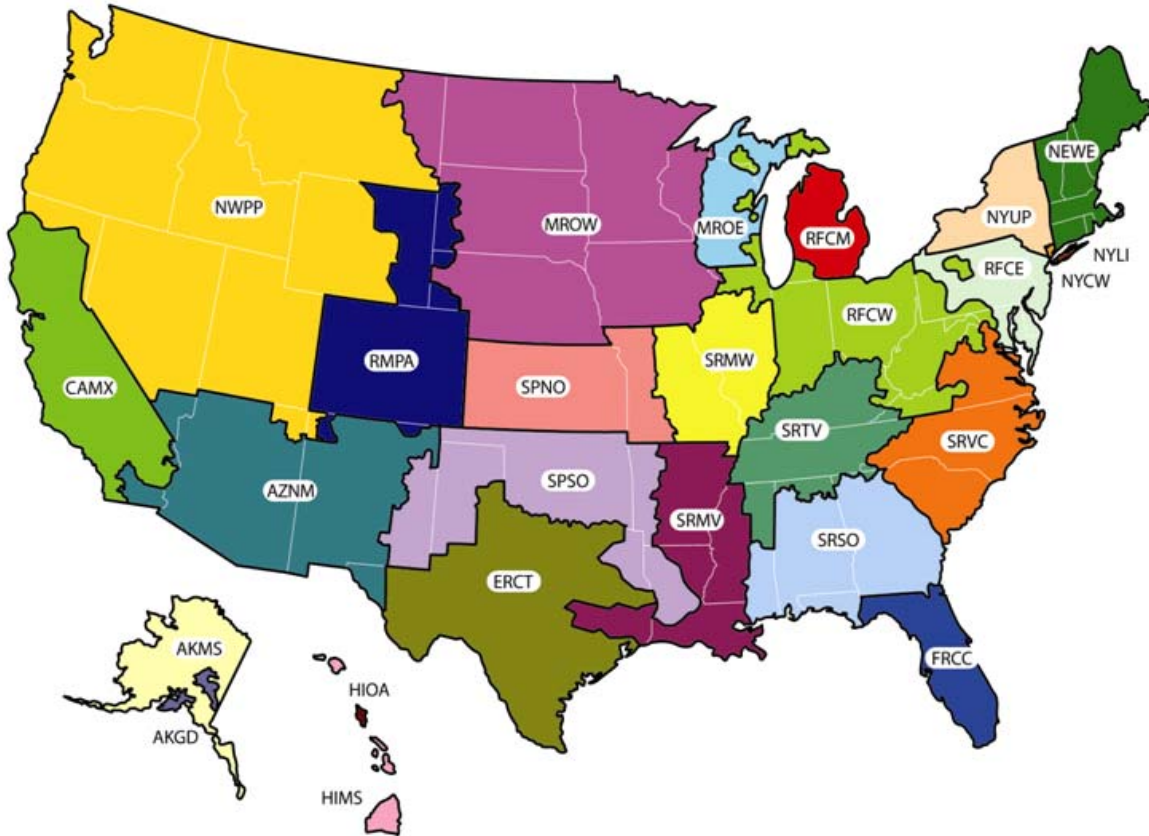 NEWE
NWPP
MROW
MROE
RFCM
NYUP
NYLI
RFCE
NYCW
RFCW
RMPA
SRMW
CAMX
SPNO
SRTV
SRVC
AZNM
SPSO
SRMV
SRSO
ERCT
AKMS
FRCC
HIOA
AKGD
HIMS